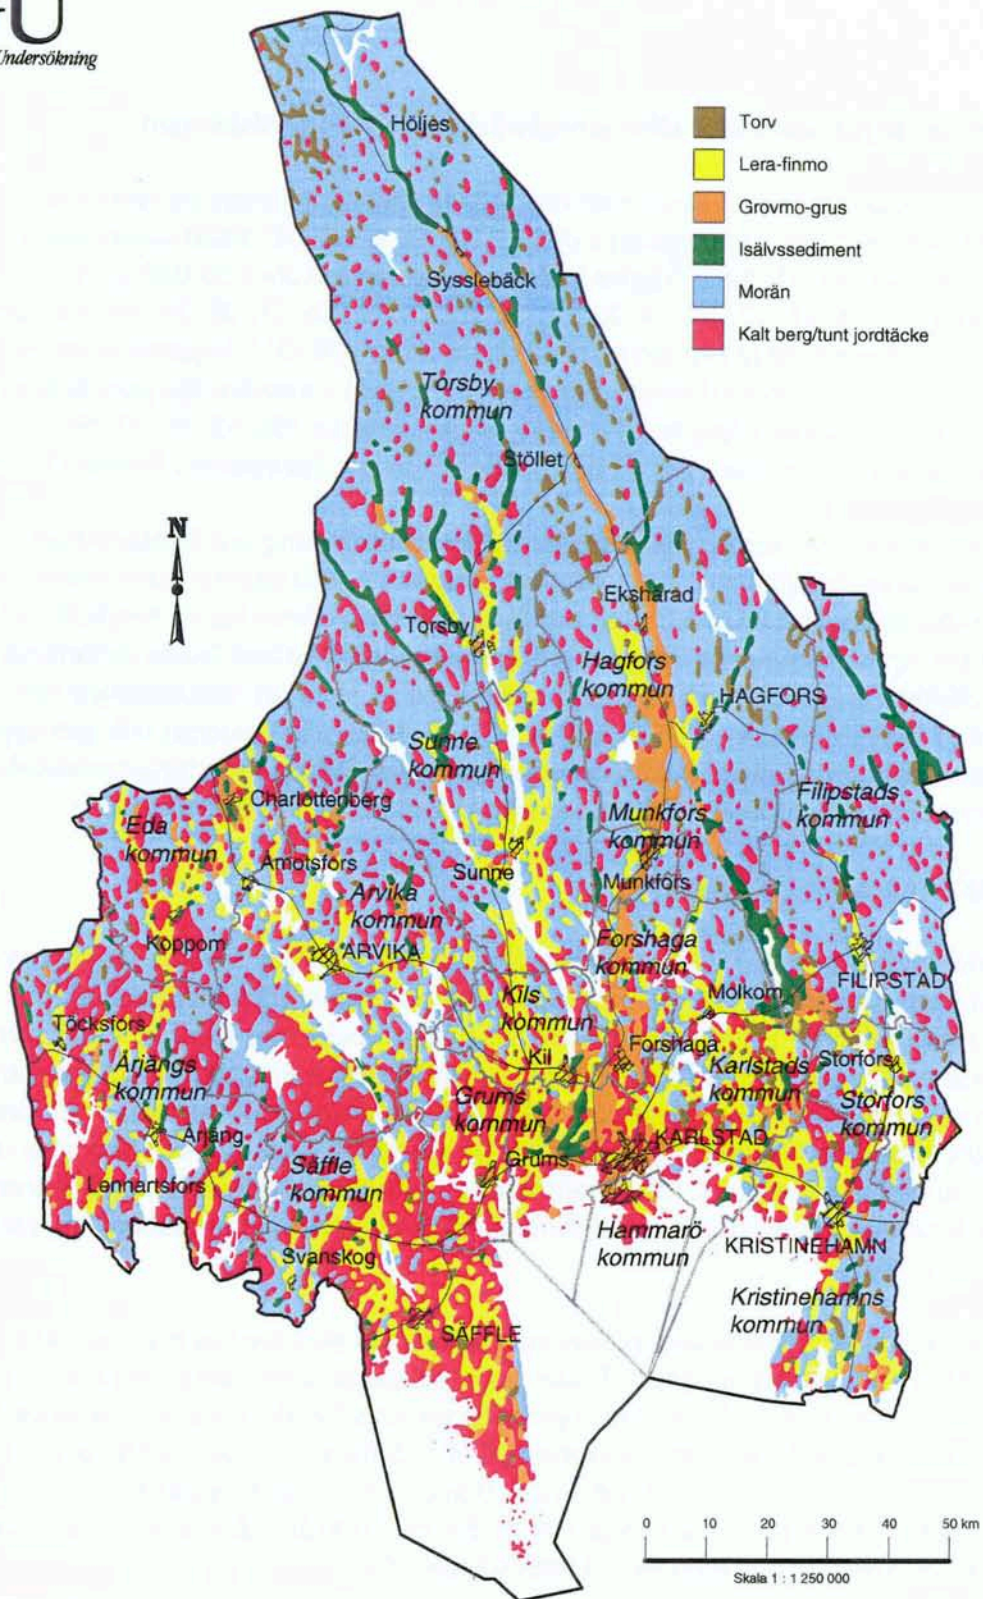 U
Undersökning
Torv
Lera-finmo
Grovmo-grus
Isälvssediment
Morän
Kalt berg/tunt jordtäcke
Höljes
Sysslebäck
Torsby
kommun
Stöllet
N
Ekshärad
Torsby
Hagfors
kommun
HAGFORS
Sunne
kommun
Charlottenberg
Filipstads
kommun
Eda
kommun
Munkfors
kommun
Åmotsfors
Sunne
Munkfors
Arvika
kommun
Koppom
ARVIKA
Forshaga
kommun
FILIPSTAD
Molkom
Kils
kommun
Töcksfors
Forshaga
Kil
Storfors
Årjängs
kommun
Karlstads
kommun
Grums
kommun
Storfors
kommun
Årjäng
KARLSTAD
Grums
Säffle
kommun
Lennartsfors
Hammarö
kommun
KRISTINEHAMN
Svanskog
Kristinehamns
kommun
SÄFFLE
0 10 20 30 40 50 km
Skala 1 : 1 250 000